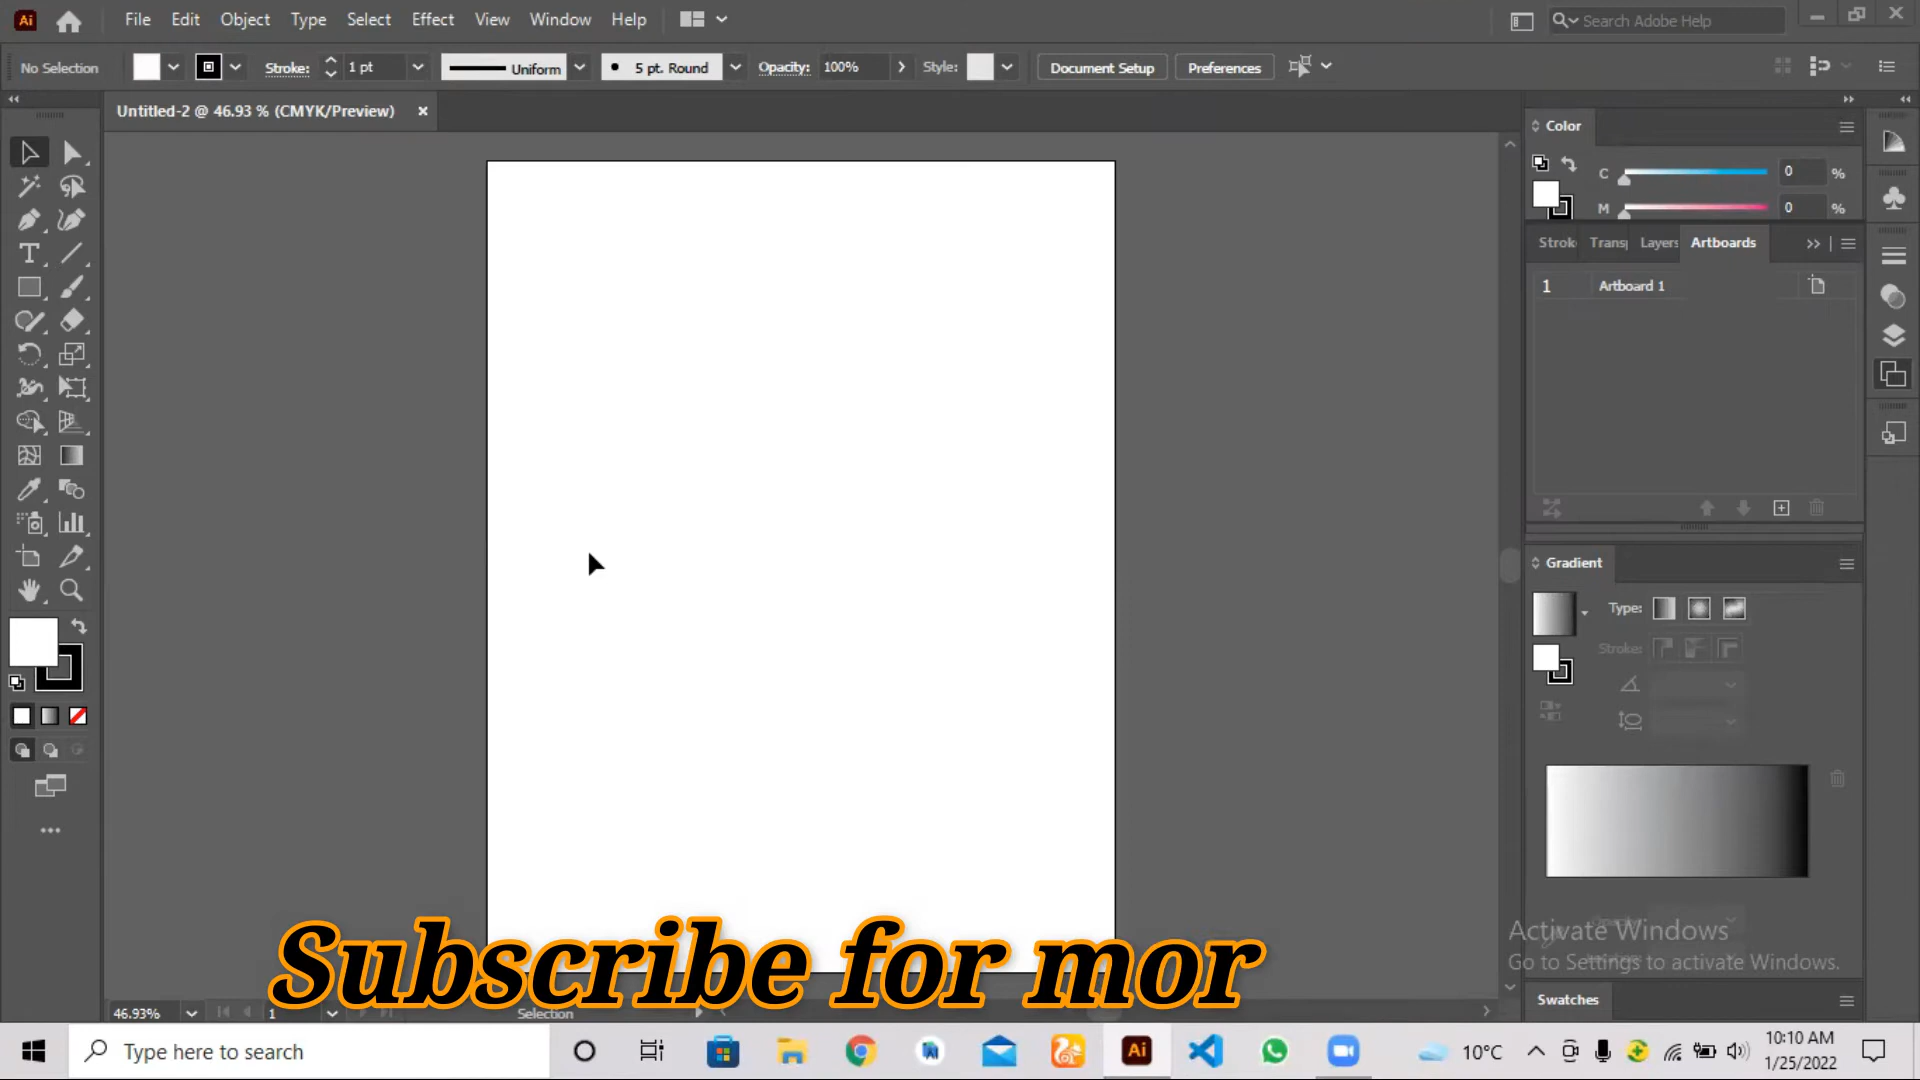 Ai File Edit Object Type Select Effect View Window Help Search Adobe Help
No Selection Stroke: 1 pt Uniform 5 pt. Round Opacity: 100% Style: Document Setup Preferences
Untitled-2 @ 46.93 % (CMYK/Preview)
Color
C 0 %
M 0 %
Strok Trans Layers Artboards
1 Artboard 1
Gradient
Type:
Stroke:
Activate Windows
Go to Settings to activate Windows.
Subscribe for mor
Swatches
46.93% 1 Selection
Type here to search Ai 10°C 10:10 AM
1/25/2022